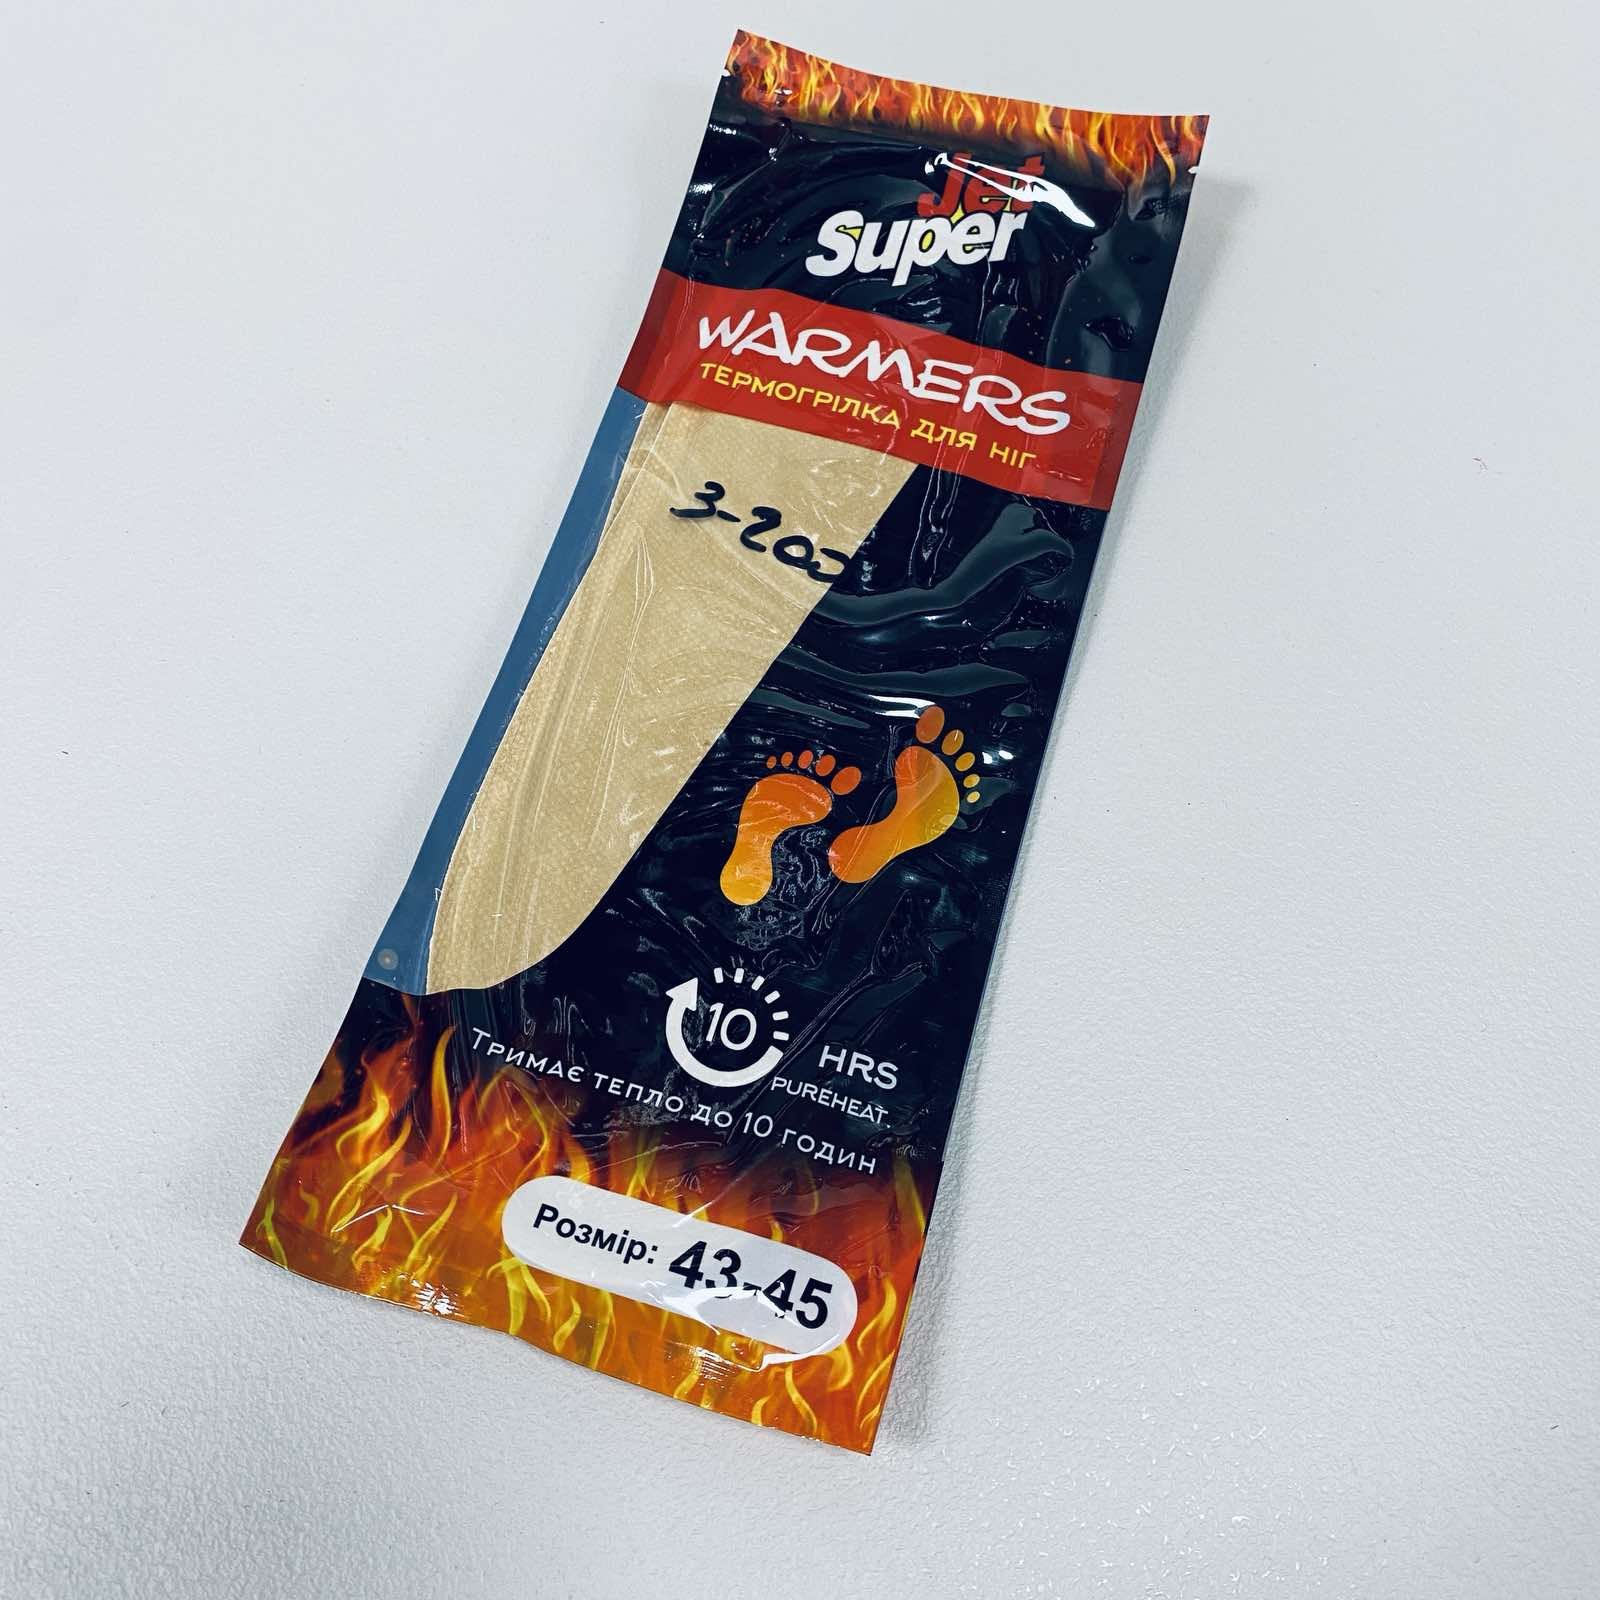 Jet
Super
WARMERS
ТЕРМОГРІЛКА ДЛЯ НІГ
10
HRS
PUREHEAT.
ТРИМАЄ ТЕПЛО ДО 10 ГОДИН
Розмір: 43-45